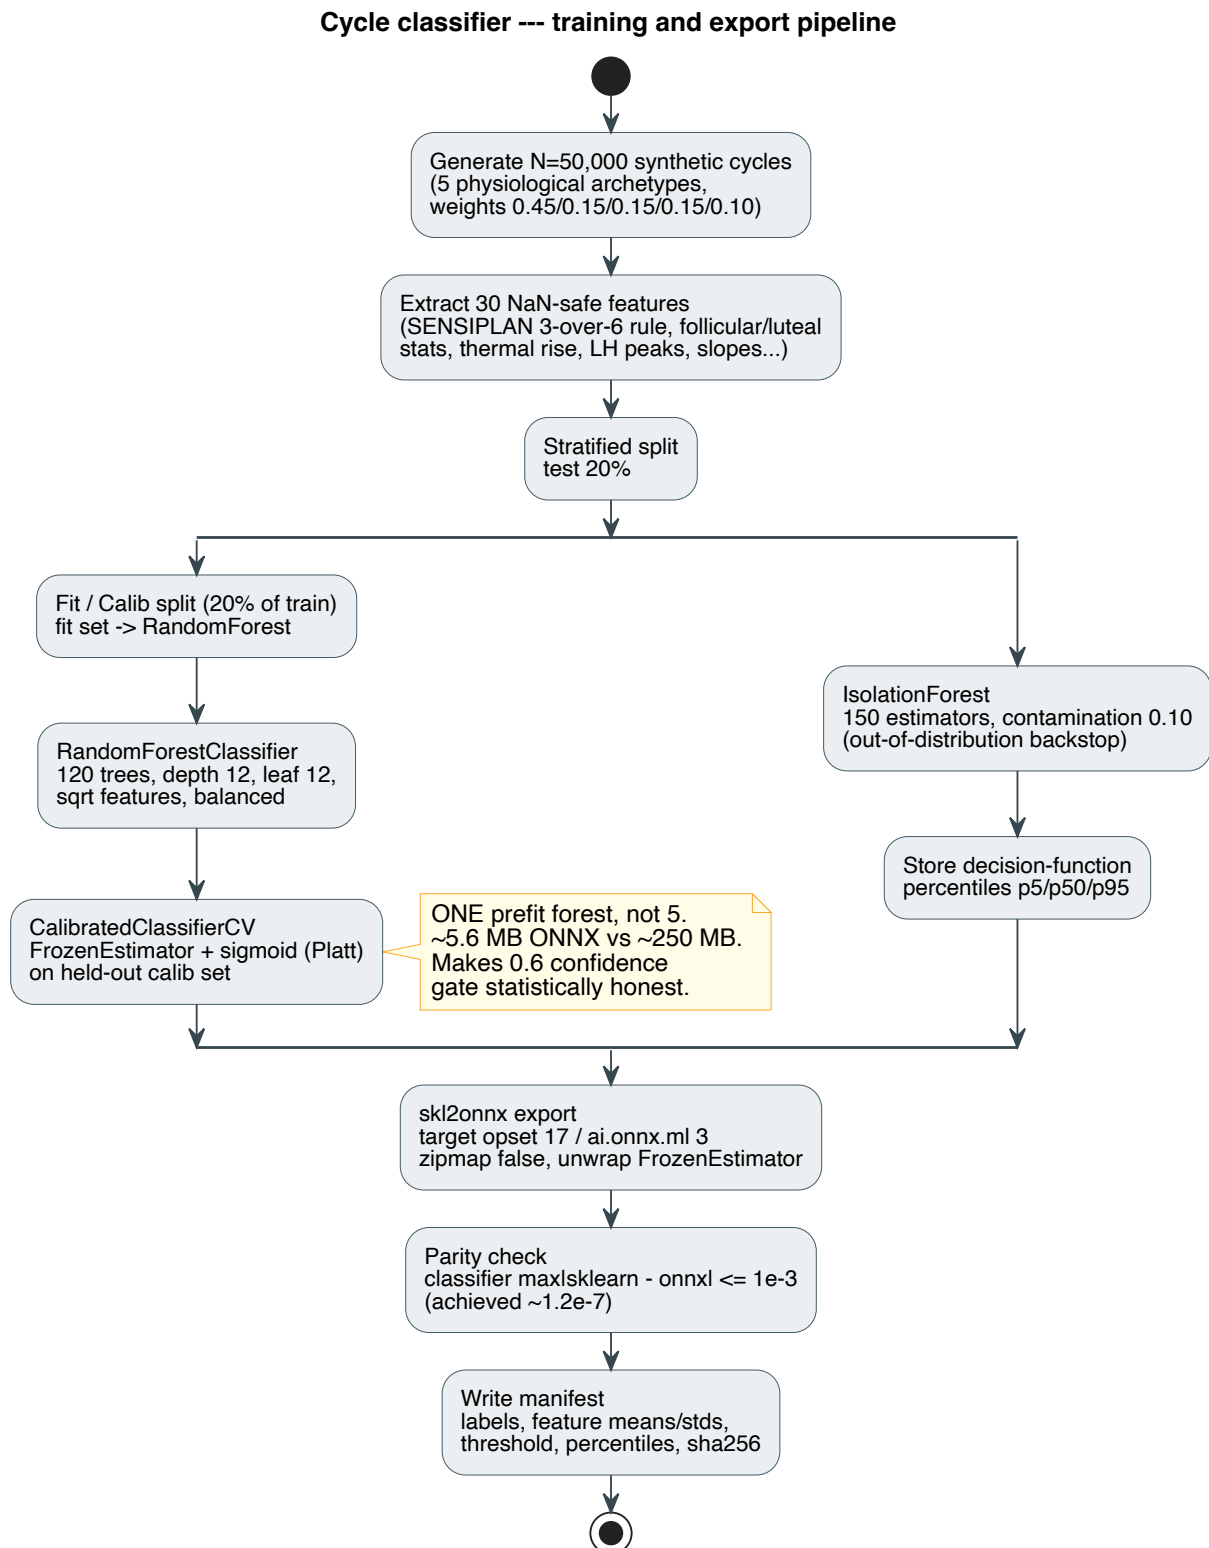 Cycle classifier --- training and export pipeline
Generate N=50,000 synthetic cycles
(5 physiological archetypes,
weights 0.45/0.15/0.15/0.15/0.10)
Extract 30 NaN-safe features
(SENSIPLAN 3-over-6 rule, follicular/luteal
stats, thermal rise, LH peaks, slopes...)
Stratified split
test 20%
Fit / Calib split (20% of train)
fit set -> RandomForest
RandomForestClassifier
120 trees, depth 12, leaf 12,
sqrt features, balanced
CalibratedClassifierCV
FrozenEstimator + sigmoid (Platt)
on held-out calib set
ONE prefit forest, not 5.
~5.6 MB ONNX vs ~250 MB.
Makes 0.6 confidence
gate statistically honest.
IsolationForest
150 estimators, contamination 0.10
(out-of-distribution backstop)
Store decision-function
percentiles p5/p50/p95
skl2onnx export
target opset 17 / ai.onnx.ml 3
zipmap false, unwrap FrozenEstimator
Parity check
classifier max|sklearn - onnx| <= 1e-3
(achieved ~1.2e-7)
Write manifest
labels, feature means/stds,
threshold, percentiles, sha256